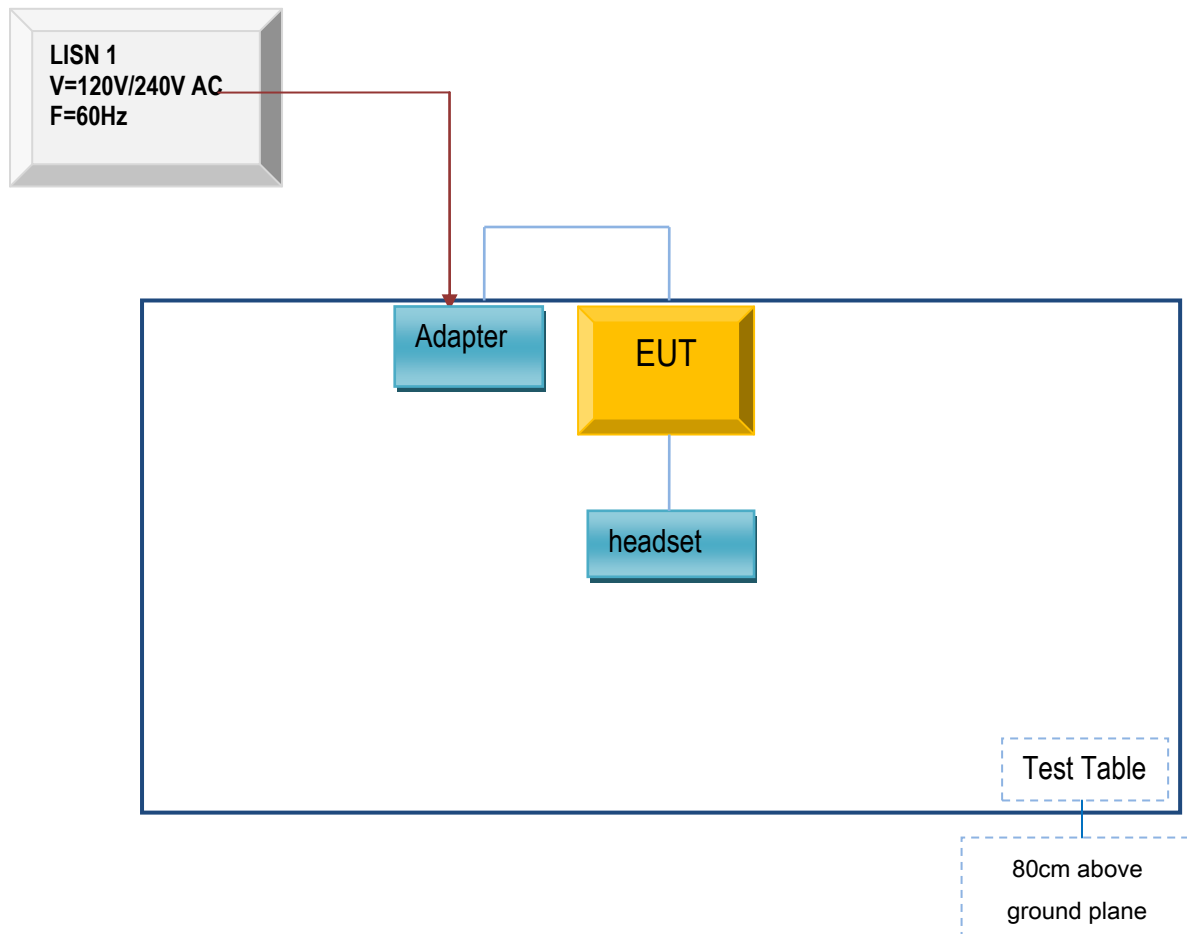 LISN 1
V=120V/240V AC
F=60Hz
Adapter
EUT
headset
Test Table
80cm above
ground plane